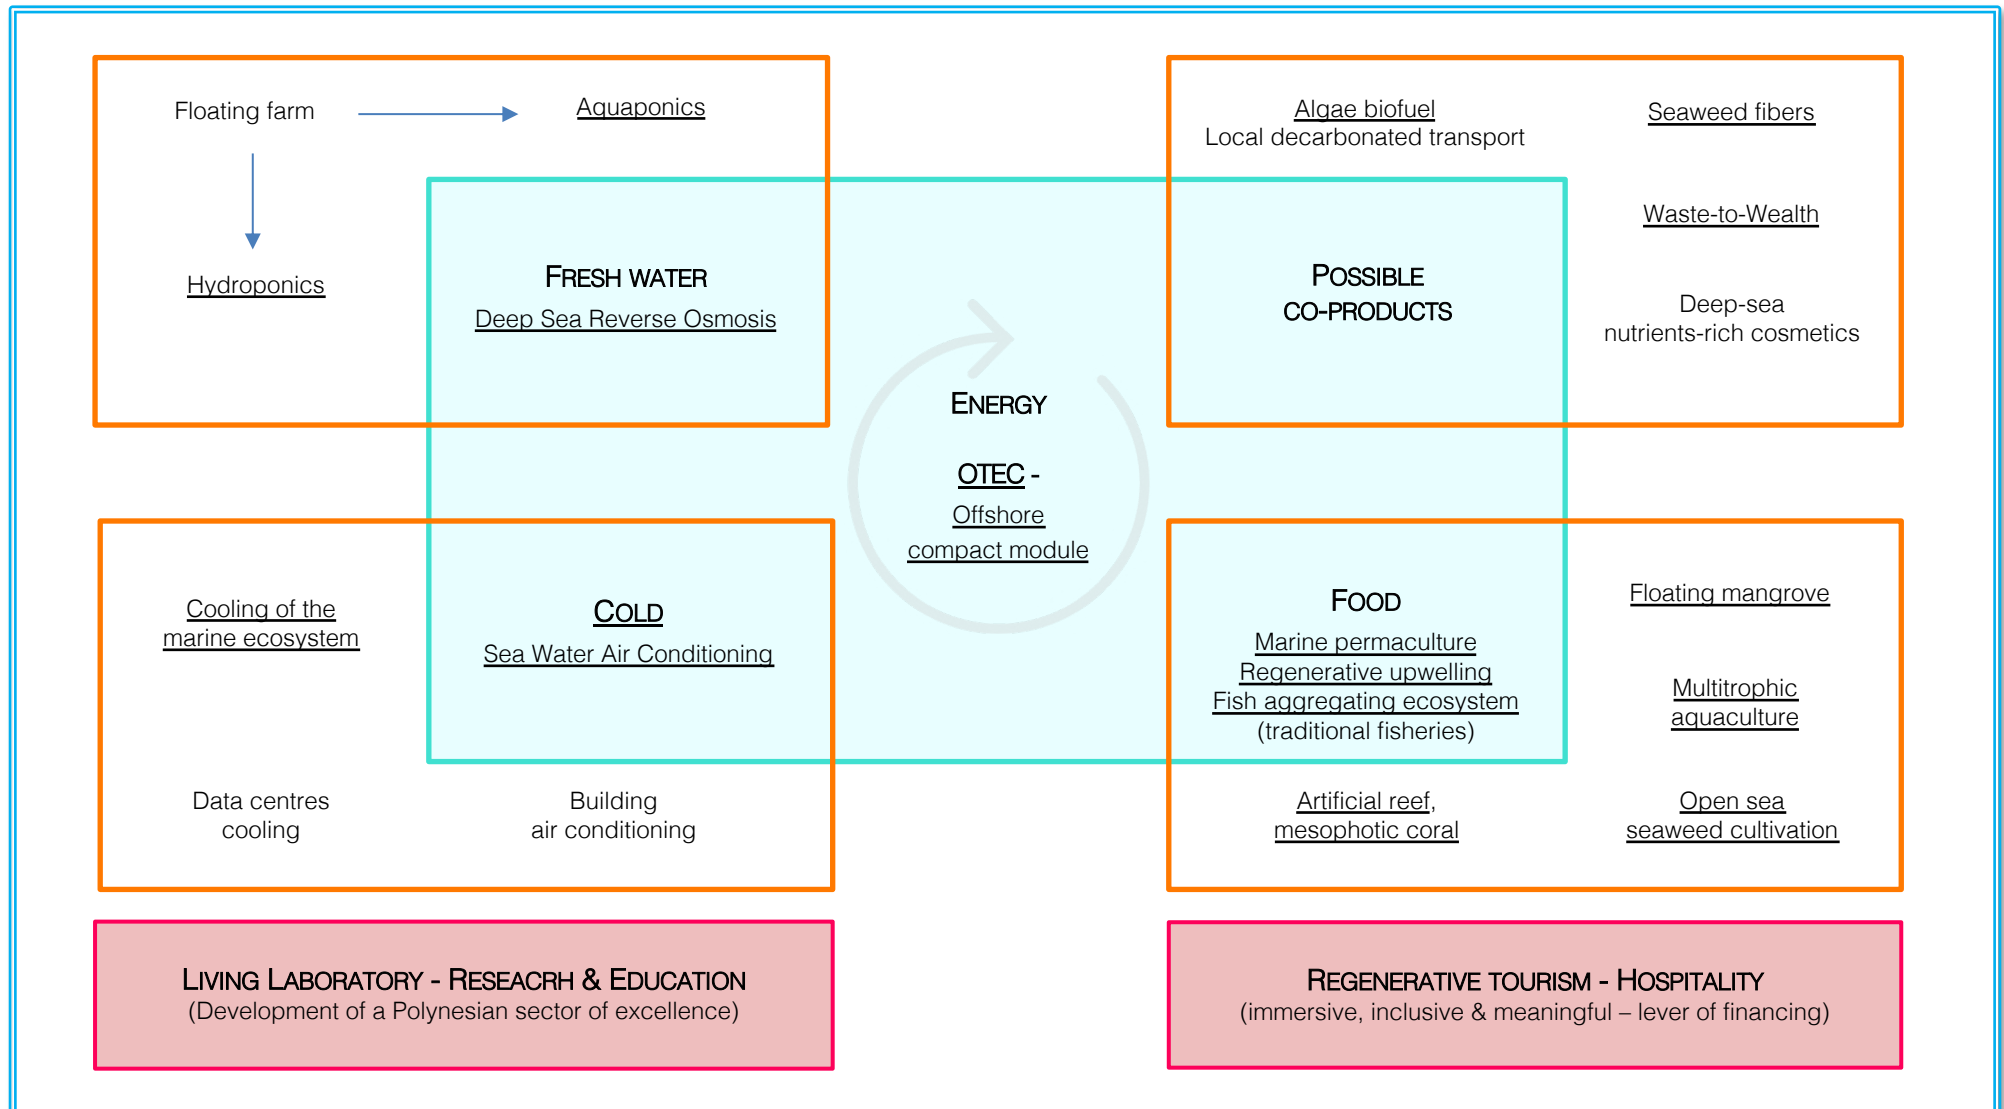 Floating farm
Aquaponics
Hydroponics
FRESH WATER
Deep Sea Reverse Osmosis
Algae biofuel
Local decarbonated transport
Seaweed fibers
Waste-to-Wealth
Deep-sea
nutrients-rich cosmetics
POSSIBLE
CO-PRODUCTS
ENERGY
OTEC -
Offshore
compact module
Cooling of the
marine ecosystem
COLD
Sea Water Air Conditioning
Data centres
cooling
Building
air conditioning
FOOD
Marine permaculture
Regenerative upwelling
Fish aggregating ecosystem
(traditional fisheries)
Floating mangrove
Multitrophic
aquaculture
Artificial reef,
mesophotic coral
Open sea
seaweed cultivation
LIVING LABORATORY - RESEACRH & EDUCATION
(Development of a Polynesian sector of excellence)
REGENERATIVE TOURISM - HOSPITALITY
(immersive, inclusive & meaningful – lever of financing)